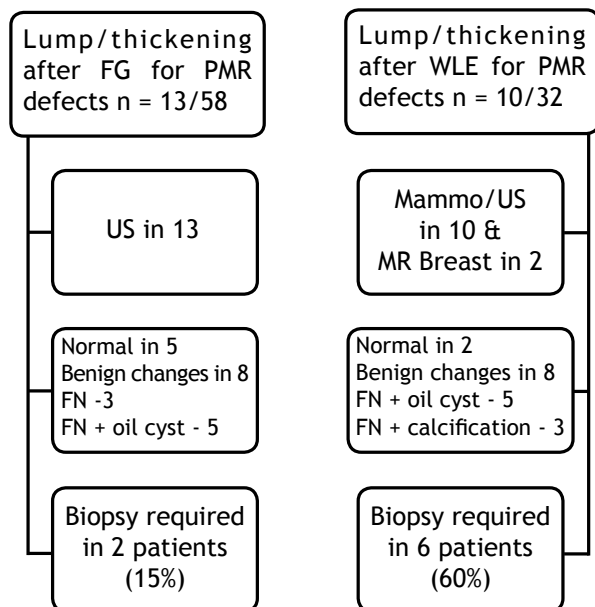 Lump/thickening
after FG for PMR
defects n = 13/58
US in 13
Normal in 5
Benign changes in 8
FN -3
FN + oil cyst - 5
Biopsy required
in 2 patients
(15%)
Lump/thickening
after WLE for PMR
defects n = 10/32
Mammo/US
in 10 &
MR Breast in 2
Normal in 2
Benign changes in 8
FN + oil cyst - 5
FN + calcification - 3
Biopsy required
in 6 patients
(60%)